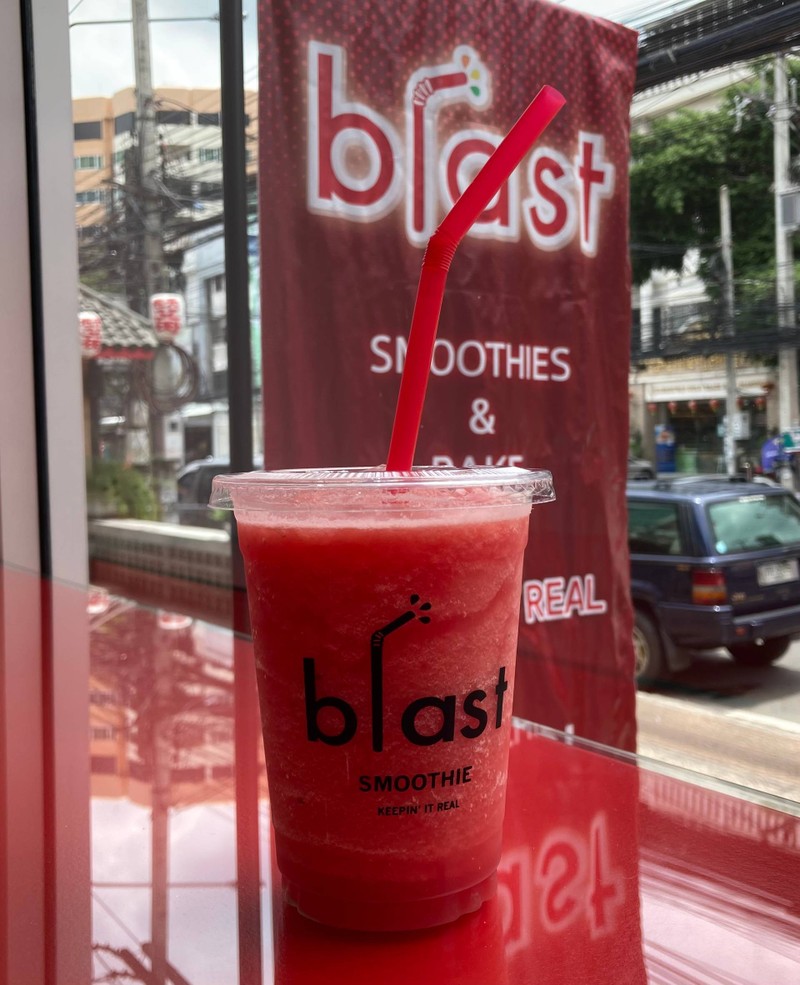 blast
SMOOTHIES
&
REAL
blast
SMOOTHIE
KEEPIN' IT REAL